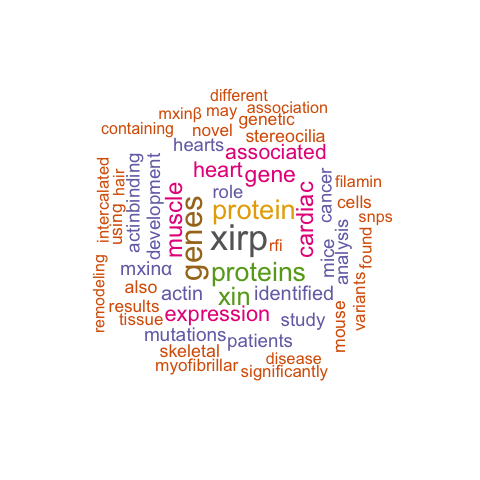 different
mxinβ may association
genetic
containing novel
stereocilia
hearts
associated
heart gene
role
filamin
intercalated
using hair
actinbinding
development
muscle
genes
protein
cardiac
cancer
cells
snps
xirp
rfi
mice
analysis
found
mxinα
proteins
remodeling
also
actin
xin
identified
variants
results
expression
study
mouse
tissue
mutations
patients
skeletal
disease
myofibrillar
significantly